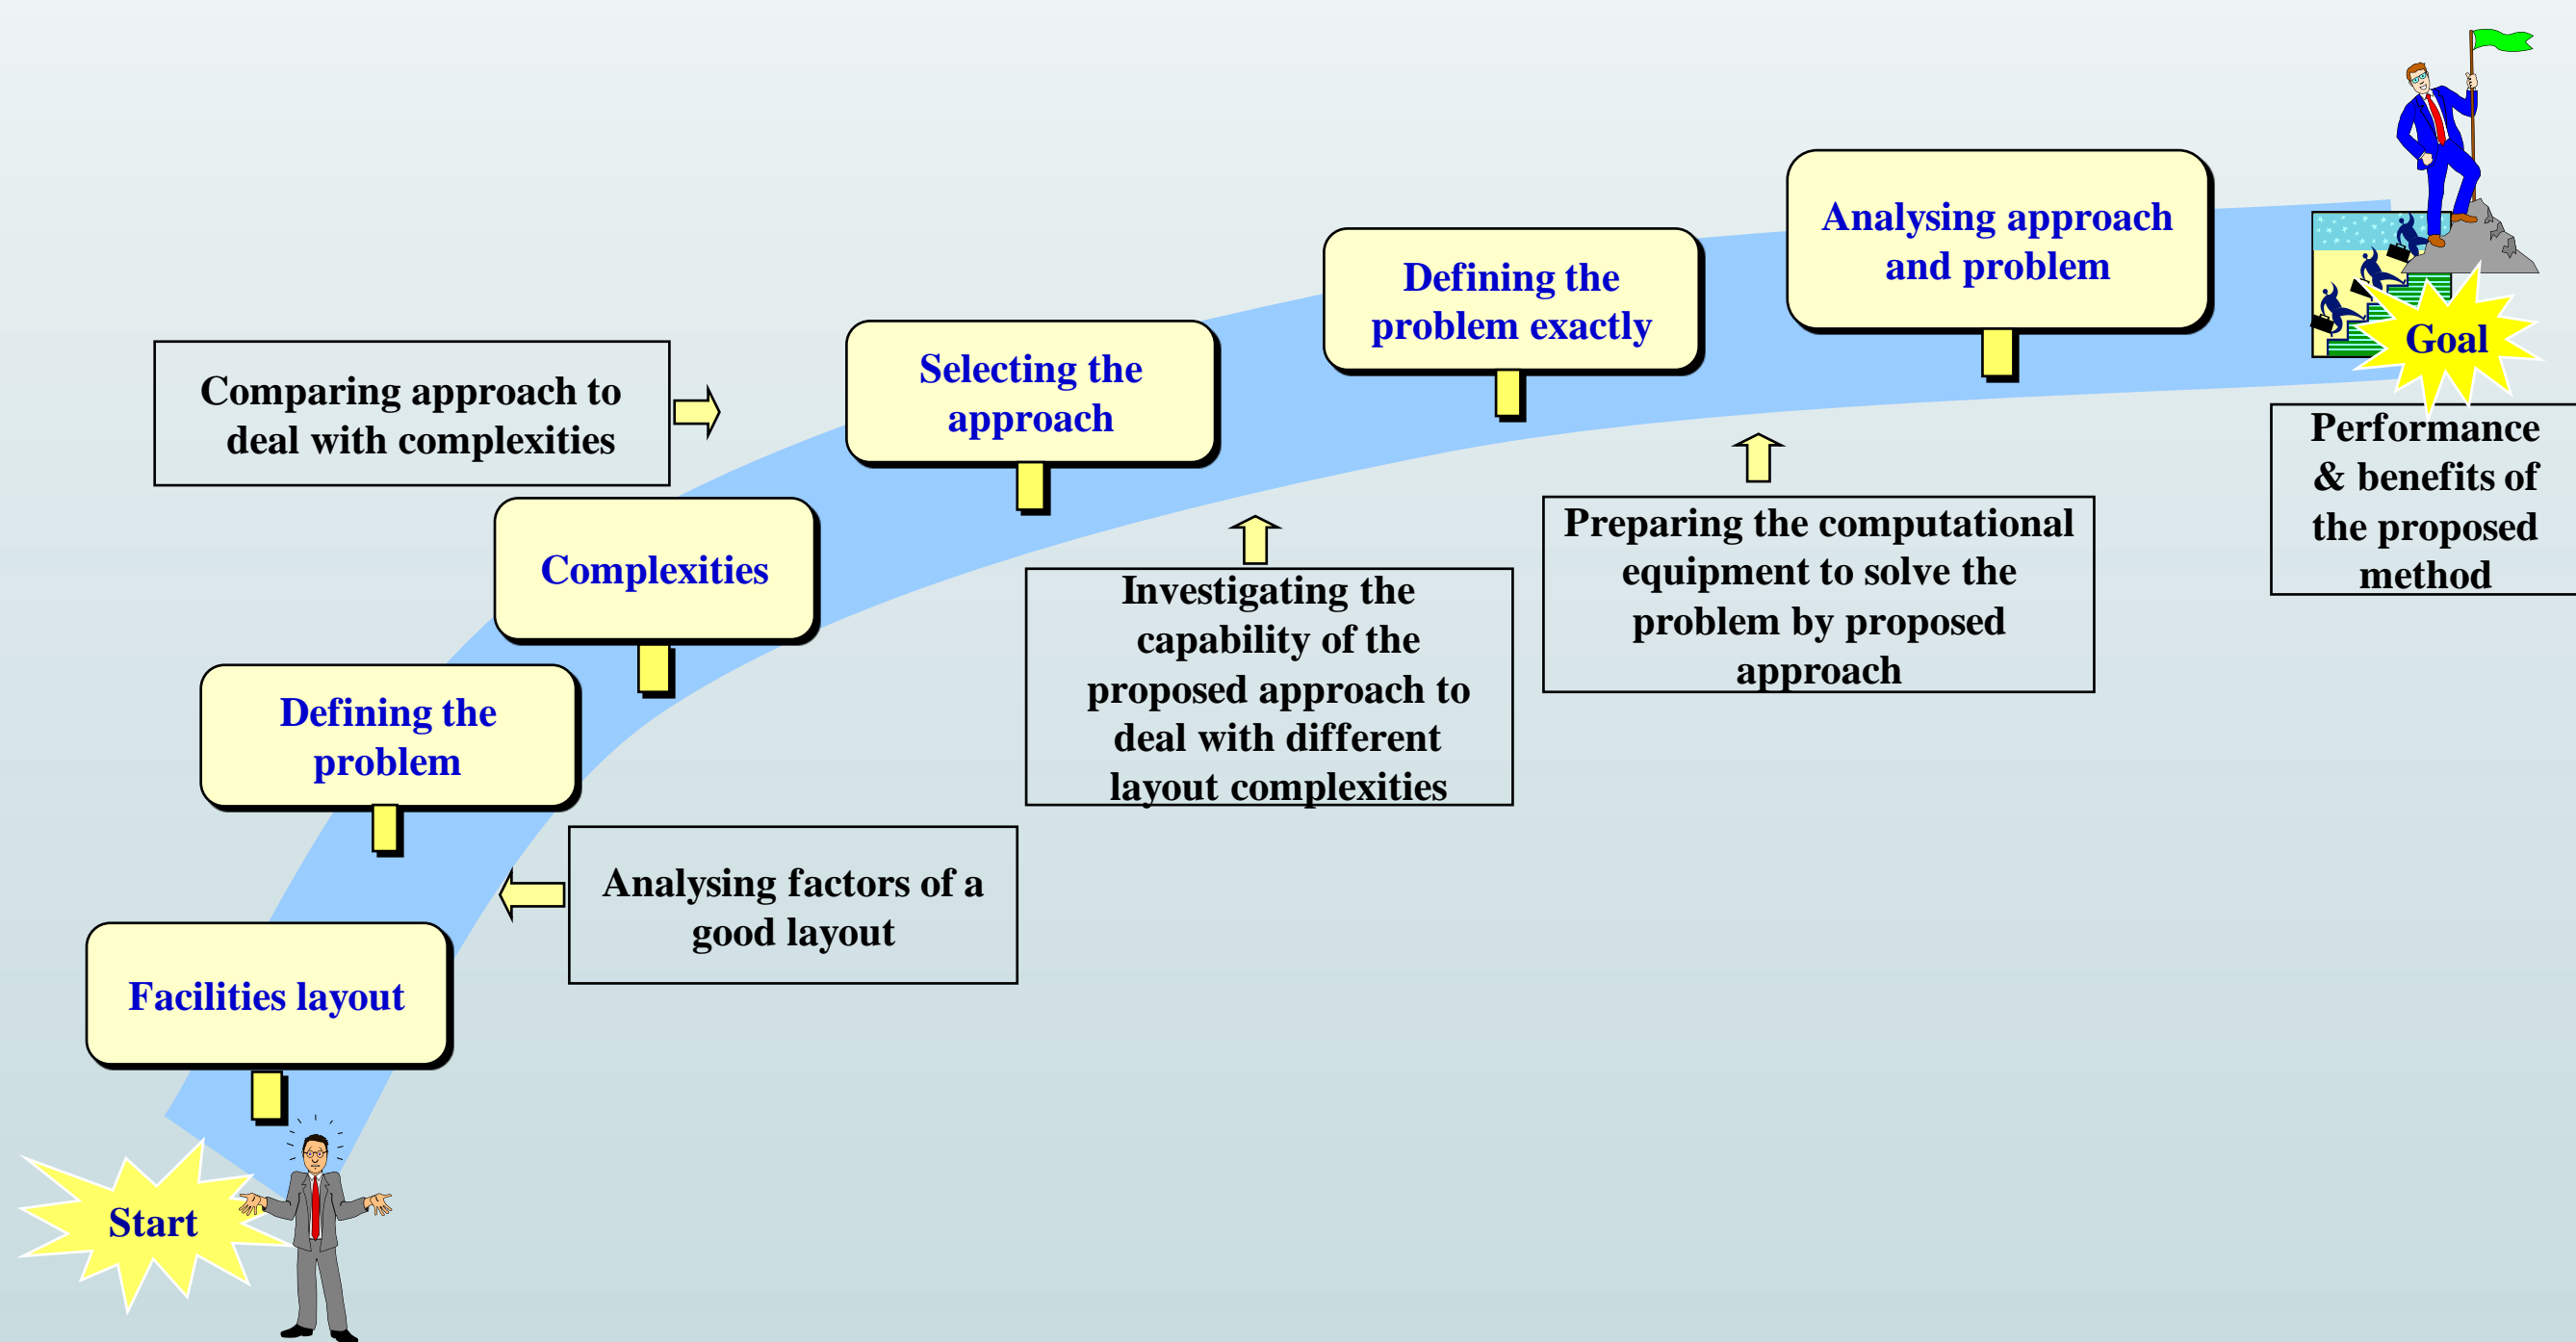 Analysing approach
and problem
Defining the
problem exactly
Goal
Selecting the
approach
Comparing approach to
deal with complexities
Performance
& benefits of
the proposed
method
Preparing the computational
equipment to solve the
problem by proposed
approach
Complexities
Investigating the
capability of the
proposed approach to
deal with different
layout complexities
Defining the
problem
Analysing factors of a
good layout
Facilities layout
Start